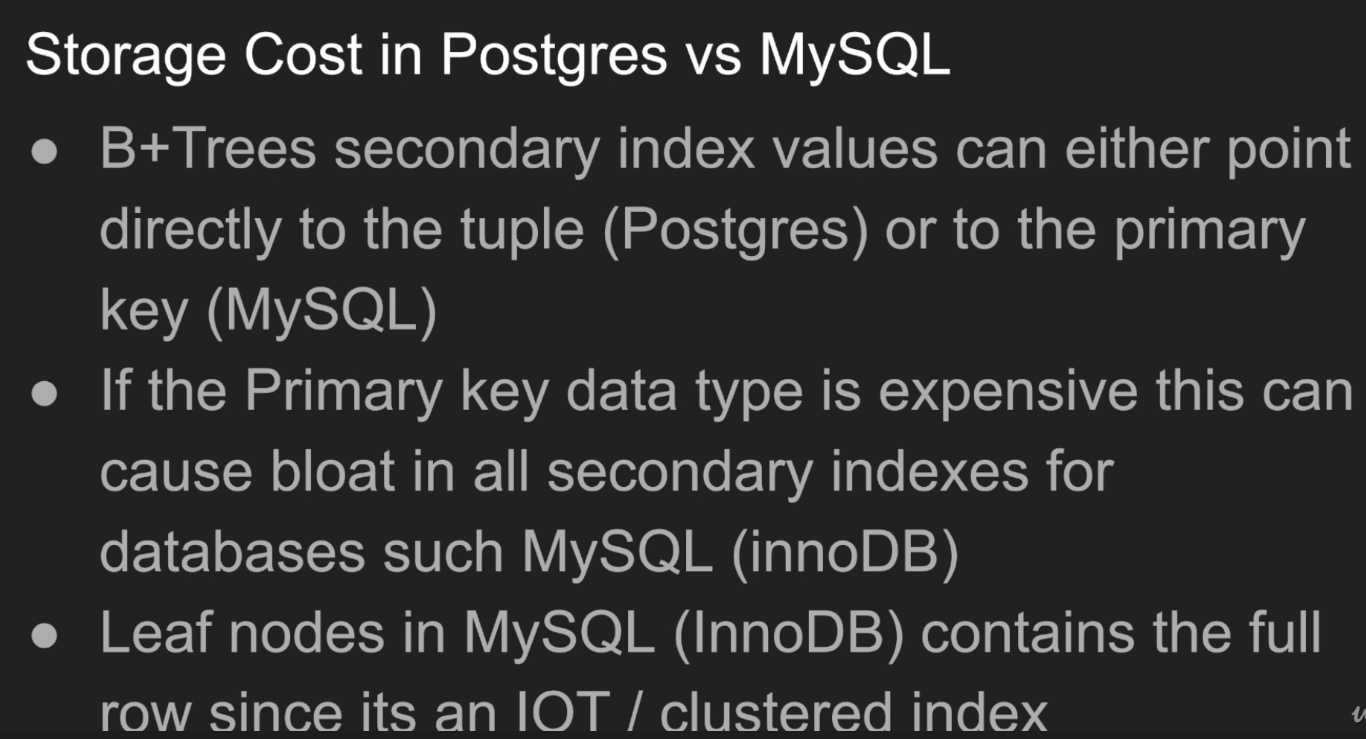 Storage Cost in Postgres vs MySQL
● B+Trees secondary index values can either point
directly to the tuple (Postgres) or to the primary
key (MySQL)
● If the Primary key data type is expensive this can
cause bloat in all secondary indexes for
databases such MySQL (innoDB)
● Leaf nodes in MySQL (InnoDB) contains the full
row since its an IOT / clustered index